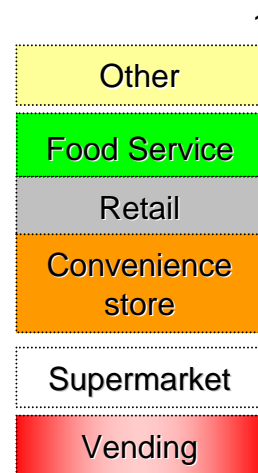 Other
Food Service
Retail
Convenience
store
Supermarket
Vending